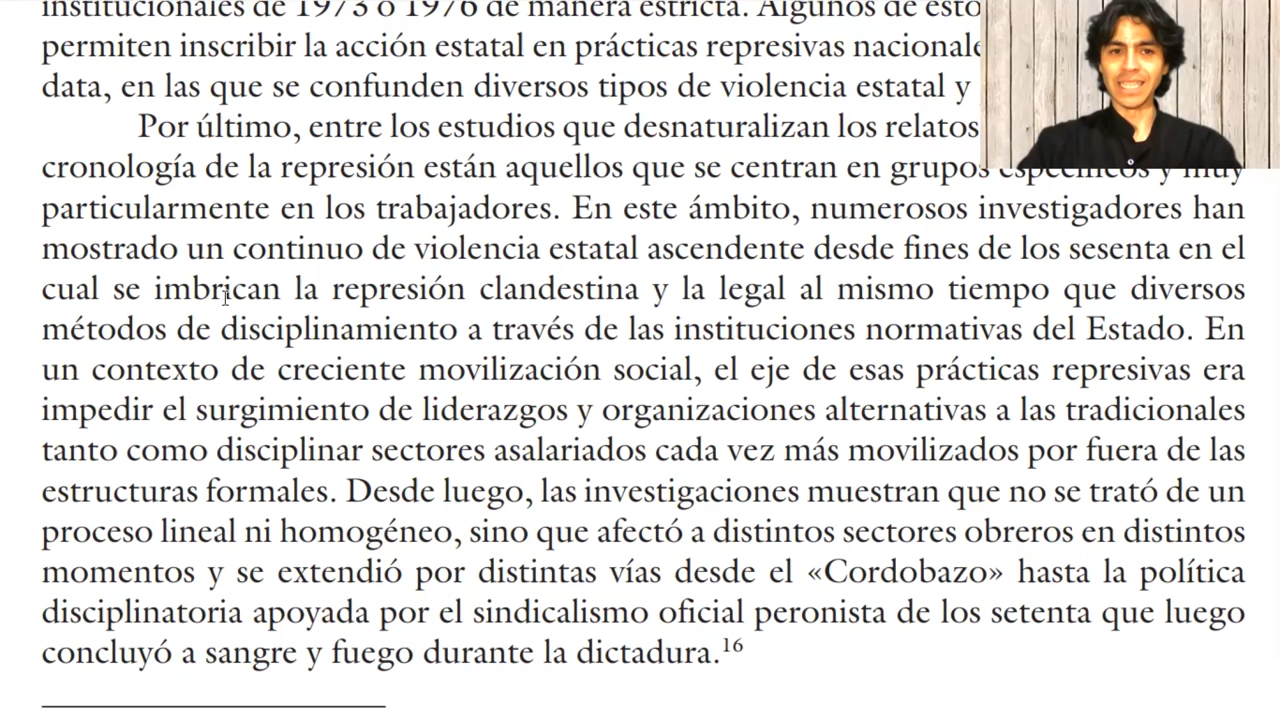 institucionales de 1973 o 1976 de manera estricta. Algunos de esto
permiten inscribir la acción estatal en prácticas represivas nacionale
data, en las que se confunden diversos tipos de violencia estatal y
Por último, entre los estudios que desnaturalizan los relatos
cronología de la represión están aquellos que se centran en grupos específicos y muy
particularmente en los trabajadores. En este ámbito, numerosos investigadores han
mostrado un continuo de violencia estatal ascendente desde fines de los sesenta en el
cual se imbrican la represión clandestina y la legal al mismo tiempo que diversos
métodos de disciplinamiento a través de las instituciones normativas del Estado. En
un contexto de creciente movilización social, el eje de esas prácticas represivas era
impedir el surgimiento de liderazgos y organizaciones alternativas a las tradicionales
tanto como disciplinar sectores asalariados cada vez más movilizados por fuera de las
estructuras formales. Desde luego, las investigaciones muestran que no se trató de un
proceso lineal ni homogéneo, sino que afectó a distintos sectores obreros en distintos
momentos y se extendió por distintas vías desde el «Cordobazo» hasta la política
disciplinatoria apoyada por el sindicalismo oficial peronista de los setenta que luego
concluyó a sangre y fuego durante la dictadura.16